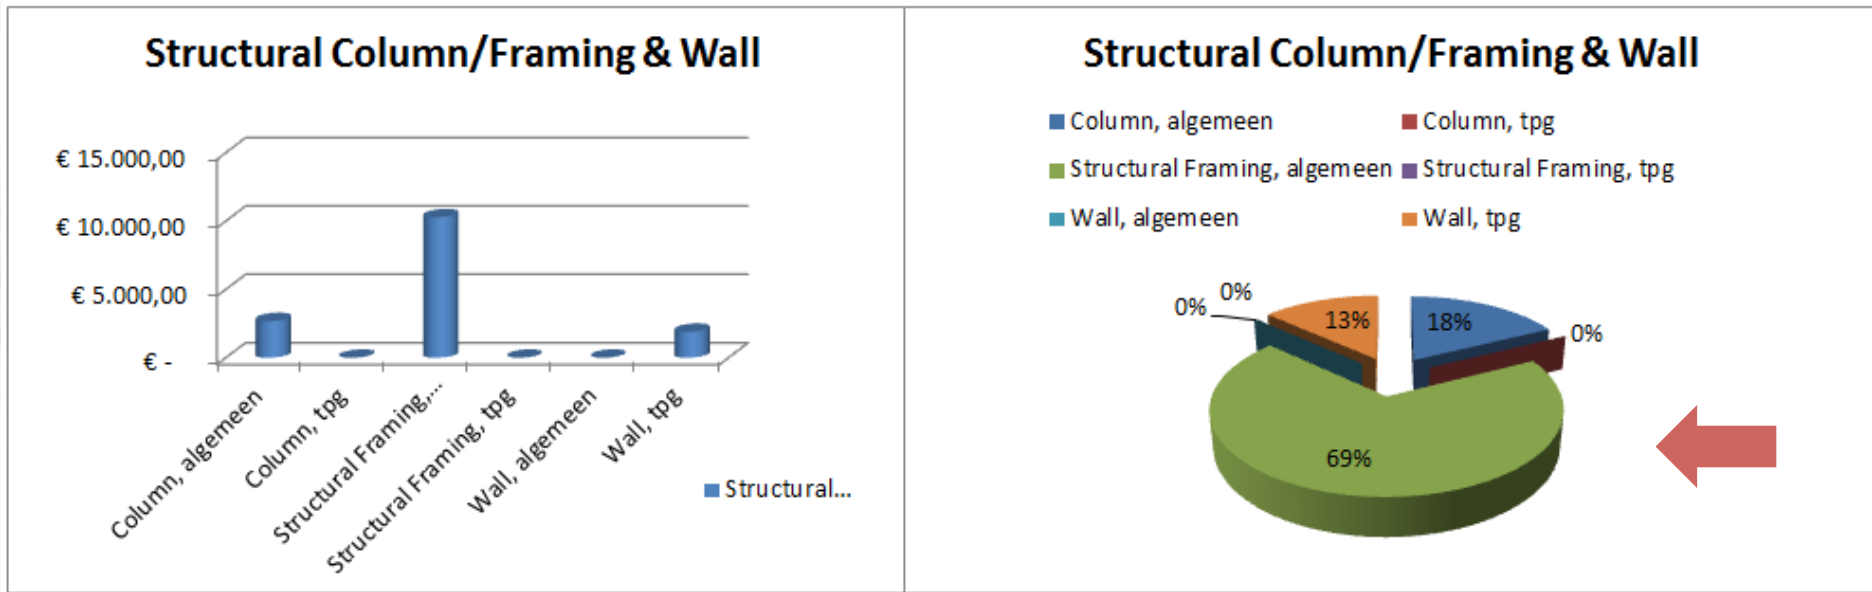 Structural Column/Framing & Wall
€ 15.000,00
€ 10.000,00
€ 5.000,00
€ -
Column, algemeen
Column, tpg
Structural Framing,...
Structural Framing, tpg
Wall, algemeen
Wall, tpg
Structural...
Structural Column/Framing & Wall
Column, algemeen
Column, tpg
Structural Framing, algemeen
Structural Framing, tpg
Wall, algemeen
Wall, tpg
0%
0%
13%
18%
0%
69%